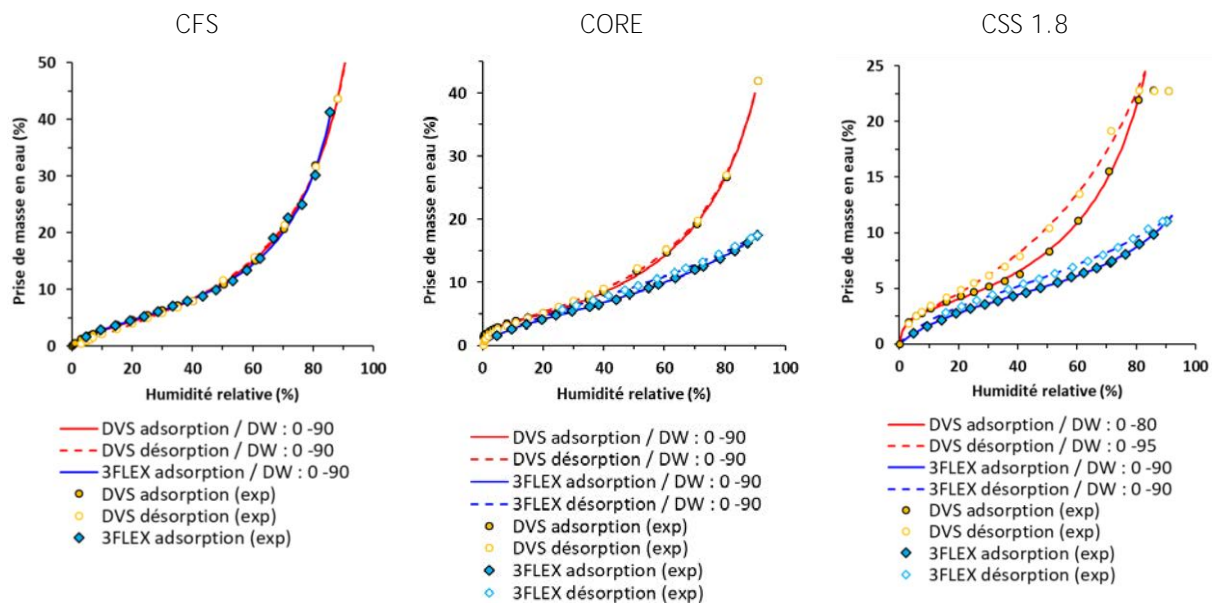 CFS
50
40
30
20
10
0
Prise de masse en eau (%)
0 20 40 60 80 100
Humidité relative (%)
DVS adsorption / DW : 0 -90
DVS désorption / DW : 0 -90
3FLEX adsorption / DW : 0 -90
DVS adsorption (exp)
DVS désorption (exp)
3FLEX adsorption (exp)
CORE
50
40
30
20
10
0
Prise de masse en eau (%)
0 20 40 60 80 100
Humidité relative (%)
DVS adsorption / DW : 0 -90
DVS désorption / DW : 0 -90
3FLEX adsorption / DW : 0 -90
3FLEX désorption / DW : 0 -90
DVS adsorption (exp)
DVS désorption (exp)
3FLEX adsorption (exp)
3FLEX désorption (exp)
CSS 1.8
25
20
15
10
5
0
Prise de masse en eau (%)
0 20 40 60 80 100
Humidité relative (%)
DVS adsorption / DW : 0 -80
DVS désorption / DW : 0 -95
3FLEX adsorption / DW : 0 -90
3FLEX désorption / DW : 0 -90
DVS adsorption (exp)
DVS désorption (exp)
3FLEX adsorption (exp)
3FLEX désorption (exp)